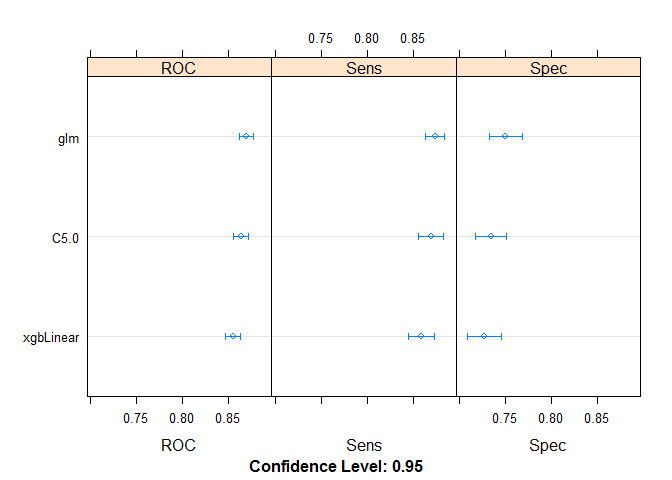 0.75 0.80 0.85
ROC Sens Spec
glm
C5.0
xgbLinear
0.75 0.80 0.85 0.75 0.80 0.85
ROC Sens Spec
Confidence Level: 0.95